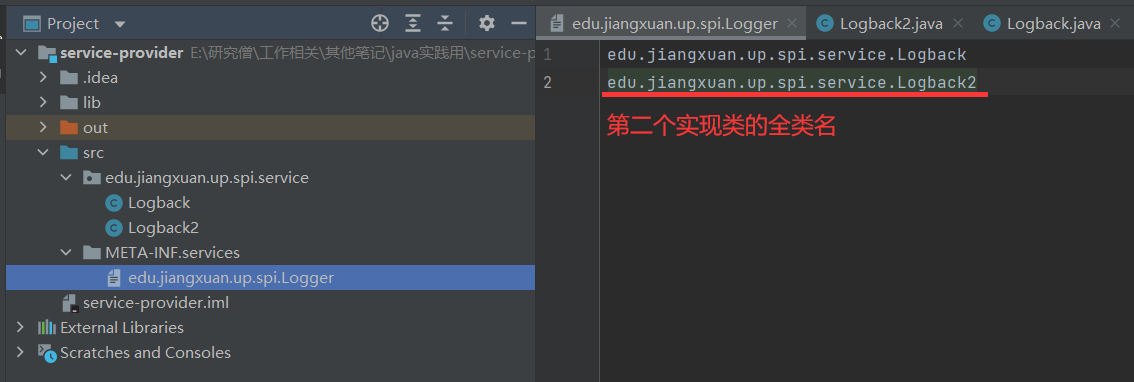 Project
service-provider E:\研究僧\工作相关\其他笔记\java实践用\service-p
.idea
lib
out
src
edu.jiangxuan.up.spi.service
Logback
Logback2
META-INF.services
edu.jiangxuan.up.spi.Logger
service-provider.iml
External Libraries
Scratches and Consoles
edu.jiangxuan.up.spi.Logger
Logback2.java
Logback.java
1 edu.jiangxuan.up.spi.service.Logback
2 edu.jiangxuan.up.spi.service.Logback2
第二个实现类的全类名